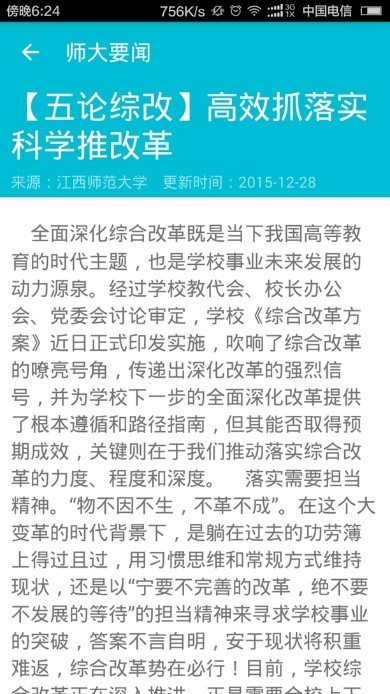 傍晚6:24 756K/s 3G 1X 中国电信
师大要闻
【五论综改】高效抓落实
科学推改革
来源：江西师范大学 更新时间：2015-12-28
全面深化综合改革既是当下我国高等教
育的时代主题，也是学校事业未来发展的
动力源泉。经过学校教代会、校长办公
会、党委会讨论审定，学校《综合改革方
案》近日正式印发实施，吹响了综合改革
的嘹亮号角，传递出深化改革的强烈信
号，并为学校下一步的全面深化改革提供
了根本遵循和路径指南，但其能否取得预
期成效，关键则在于我们推动落实综合改
革的力度、程度和深度。 落实需要担当
精神。“物不因不生，不革不成”。在这个大
变革的时代背景下，是躺在过去的功劳簿
上得过且过，用习惯思维和常规方式维持
现状，还是以“宁要不完善的改革，绝不要
不发展的等待”的担当精神来寻求学校事业
的突破，答案不言自明，安于现状将积重
难返，综合改革势在必行！目前，学校综
合改革正在深入推进，正是需要全校上下